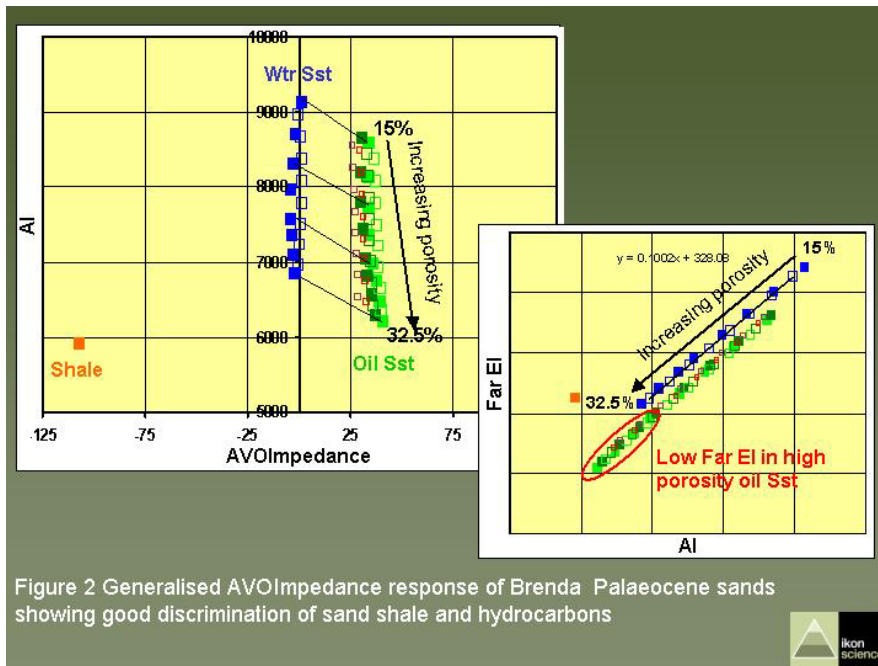 10000
Wtr Sst
9000
15%
Increasing porosity
8000
AI
7000
32.5%
6000
Shale
Oil Sst
5000
-125
-75
-25
25
75
AVOImpedance
15%
y = 0.1002x + 328.08
Increasing porosity
Far EI
32.5%
Low Far EI in high
porosity oil Sst
AI
Figure 2 Generalised AVOImpedance response of Brenda Palaeocene sands
showing good discrimination of sand shale and hydrocarbons
ikon
science